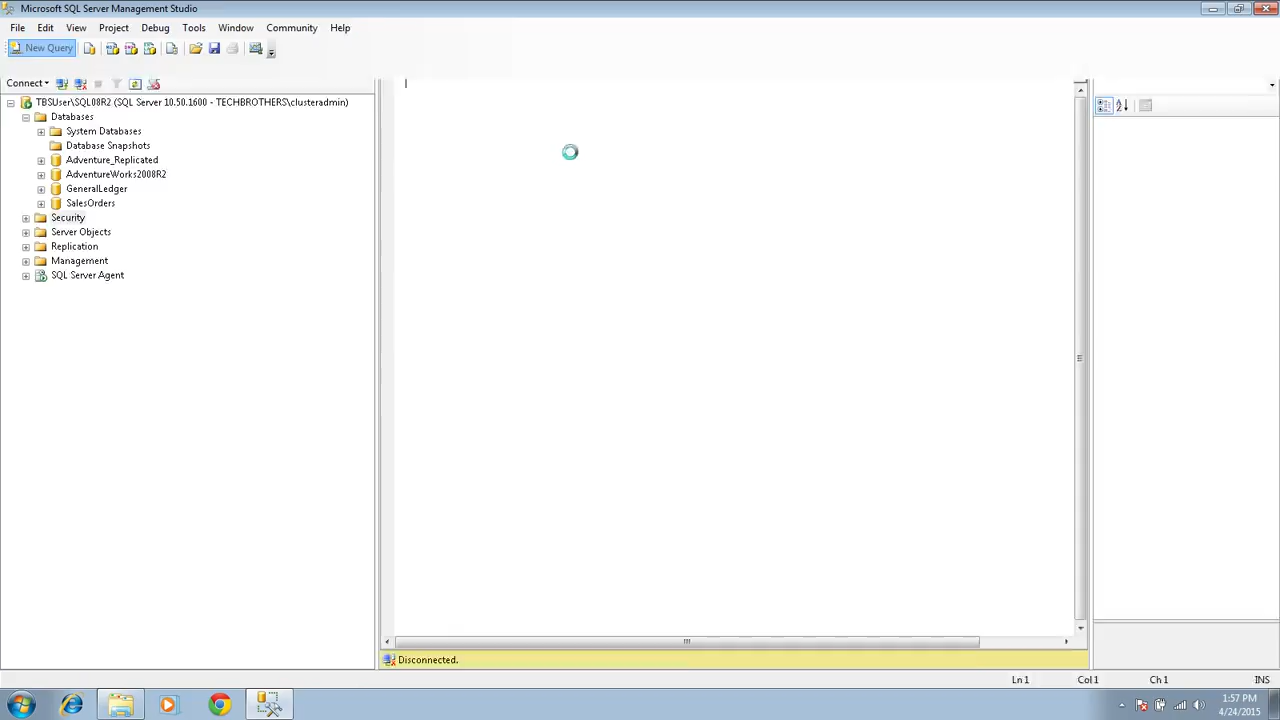 Microsoft SQL Server Management Studio
File Edit View Project Debug Tools Window Community Help
New Query
Connect
TBSUser\SQL08R2 (SQL Server 10.50.1600 - TECHBROTHERS\clusteradmin)
Databases
System Databases
Database Snapshots
Adventure_Replicated
AdventureWorks2008R2
GeneralLedger
SalesOrders
Security
Server Objects
Replication
Management
SQL Server Agent
Disconnected.
Ln 1 Col 1 Ch 1 INS
1:57 PM
4/24/2015